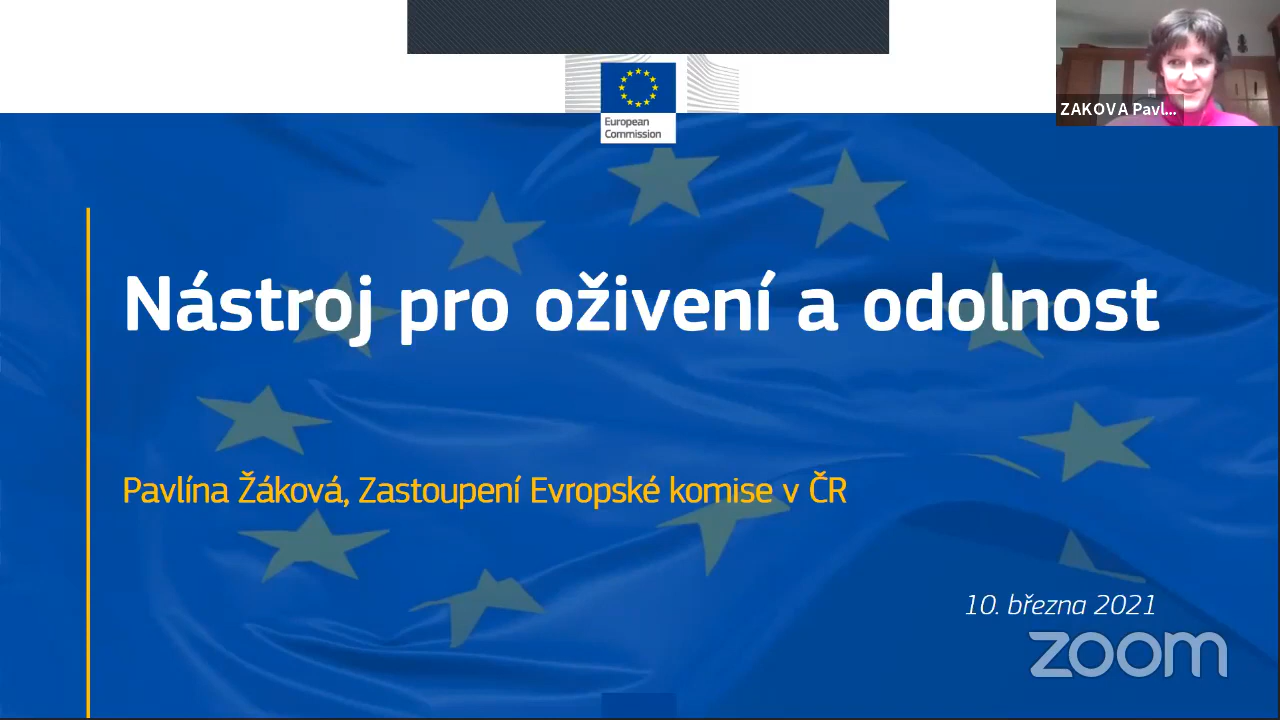 European
Commission
ZAKOVA Pavl...
Nástroj pro oživení a odolnost
Pavlína Žáková, Zastoupení Evropské komise v ČR
10. března 2021
zoom